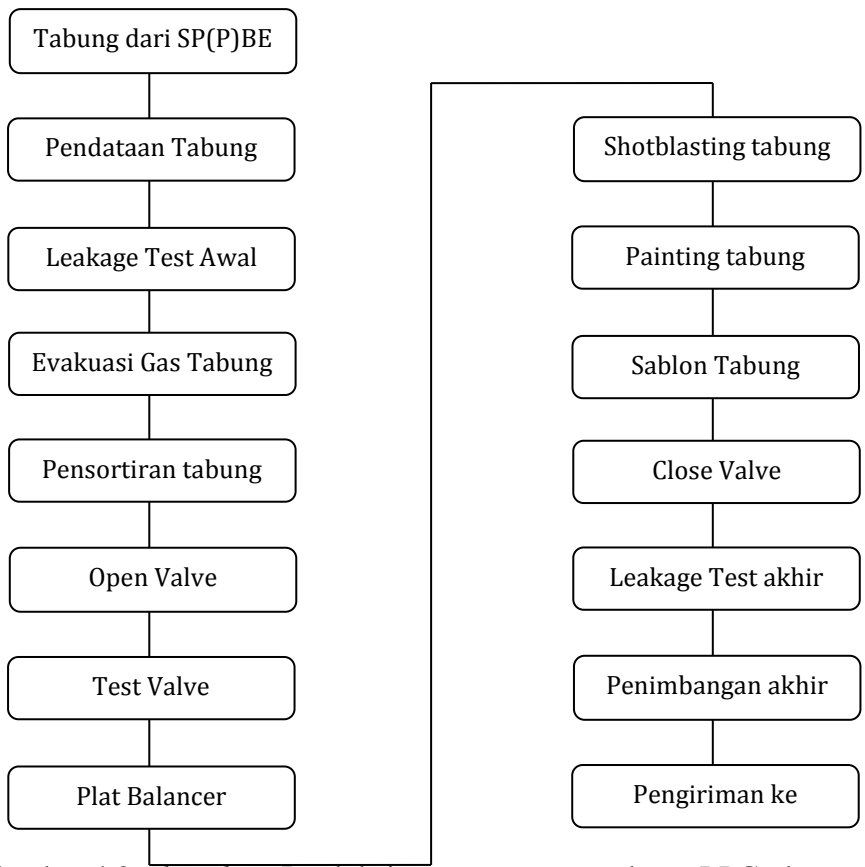 Tabung dari SP(P)BE
Pendataan Tabung
Leakage Test Awal
Evakuasi Gas Tabung
Pensortiran tabung
Open Valve
Test Valve
Plat Balancer
Shotblasting tabung
Painting tabung
Sablon Tabung
Close Valve
Leakage Test akhir
Penimbangan akhir
Pengiriman ke